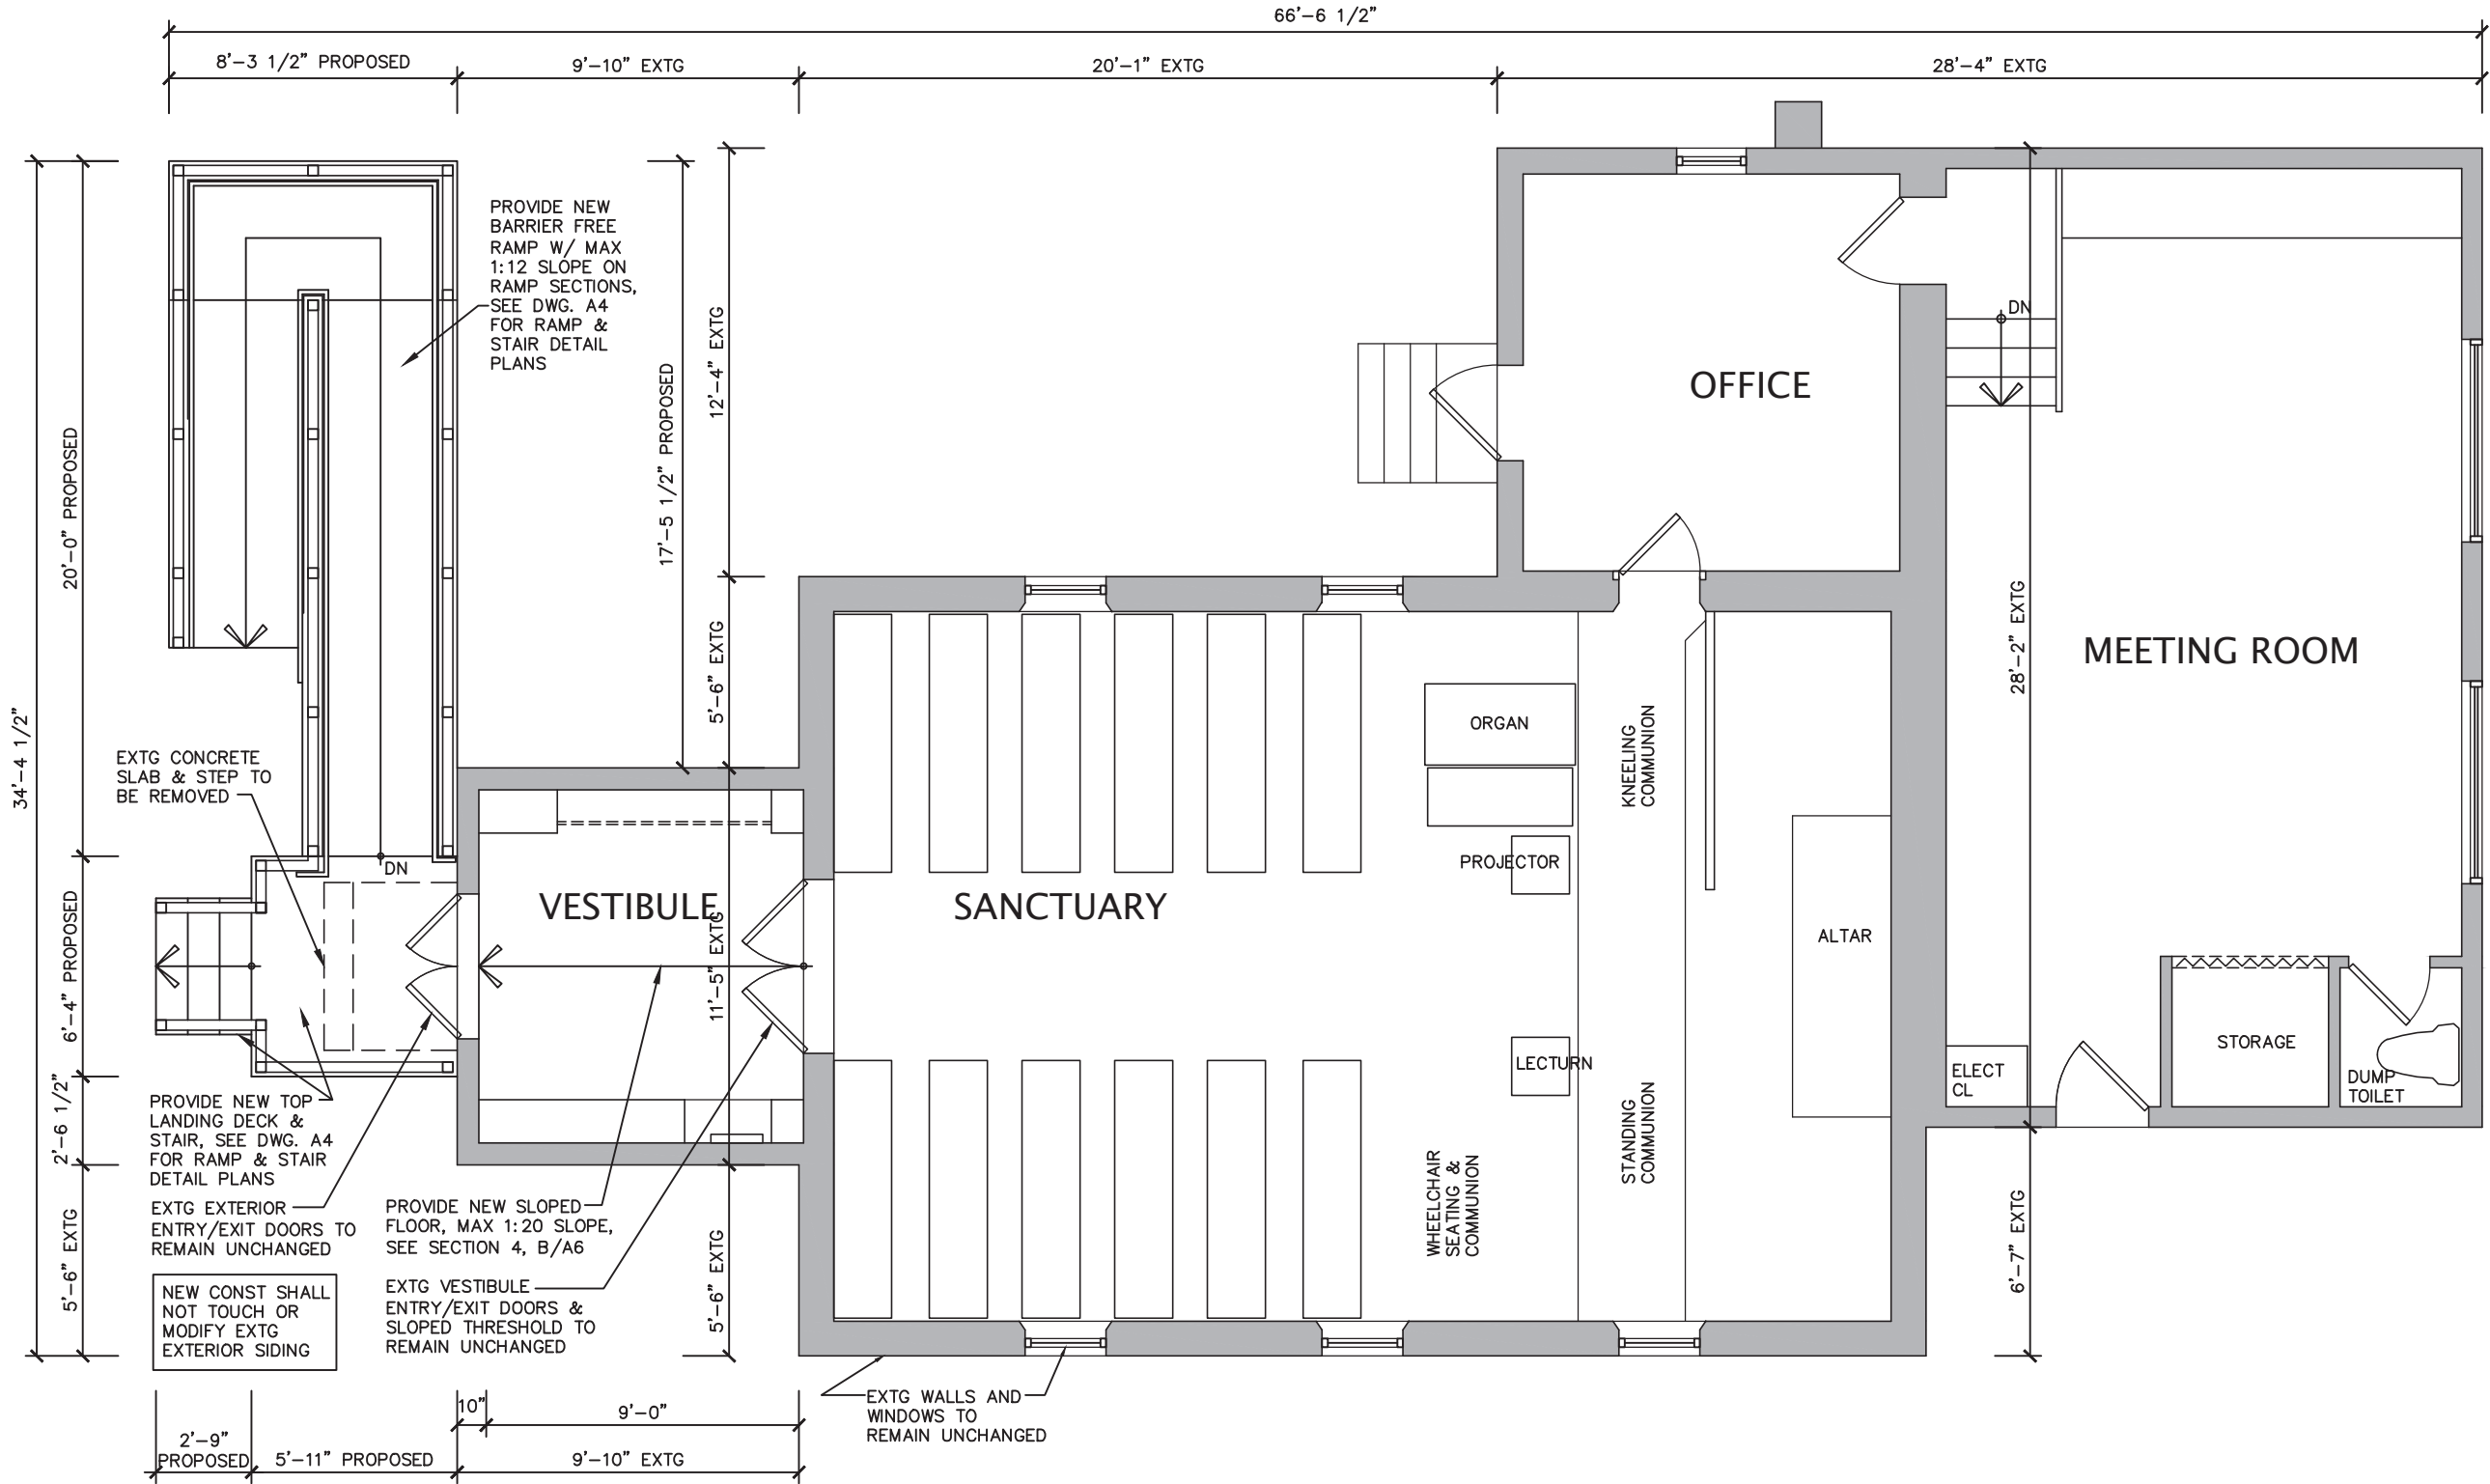 66'-6 1/2"
8'-3 1/2" PROPOSED
9'-10" EXTG
20'-1" EXTG
28'-4" EXTG
PROVIDE NEW
BARRIER FREE
RAMP W/ MAX
1:12 SLOPE ON
RAMP SECTIONS,
SEE DWG. A4
FOR RAMP &
STAIR DETAIL
PLANS
34'-4 1/2"
20'-0" PROPOSED
17'-5 1/2" PROPOSED
12'-4" EXTG
5'-6" EXTG
OFFICE
DN
28'-2" EXTG
MEETING ROOM
EXTG CONCRETE
SLAB & STEP TO
BE REMOVED
DN
VESTIBULE
11'-5" EXTG
SANCTUARY
ORGAN
PROJECTOR
KNEELING
COMMUNION
ALTAR
LECTURN
STANDING
COMMUNION
WHEELCHAIR
SEATING &
COMMUNION
ELECT
CL
STORAGE
DUMP
TOILET
6'-4" PROPOSED
2'-6 1/2"
5'-6" EXTG
PROVIDE NEW TOP
LANDING DECK &
STAIR, SEE DWG. A4
FOR RAMP & STAIR
DETAIL PLANS
EXTG EXTERIOR
ENTRY/EXIT DOORS TO
REMAIN UNCHANGED
NEW CONST SHALL
NOT TOUCH OR
MODIFY EXTG
EXTERIOR SIDING
PROVIDE NEW SLOPED
FLOOR, MAX 1:20 SLOPE,
SEE SECTION 4, B/A6
EXTG VESTIBULE
ENTRY/EXIT DOORS &
SLOPED THRESHOLD TO
REMAIN UNCHANGED
5'-6" EXTG
6'-7" EXTG
EXTG WALLS AND
WINDOWS TO
REMAIN UNCHANGED
10"
9'-0"
2'-9"
PROPOSED
5'-11" PROPOSED
9'-10" EXTG